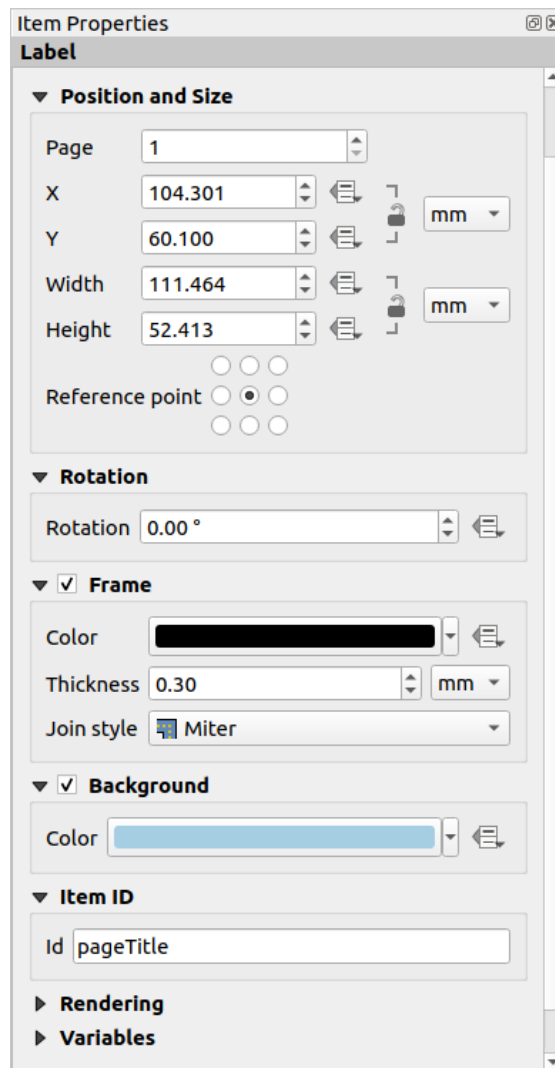 Item Properties
Label
Position and Size
Page 1
X 104.301
mm
Y 60.100
Width 111.464
mm
Height 52.413
Reference point
Rotation
Rotation 0.00 °
Frame
Color
Thickness 0.30 mm
Join style Miter
Background
Color
Item ID
Id pageTitle
Rendering
Variables